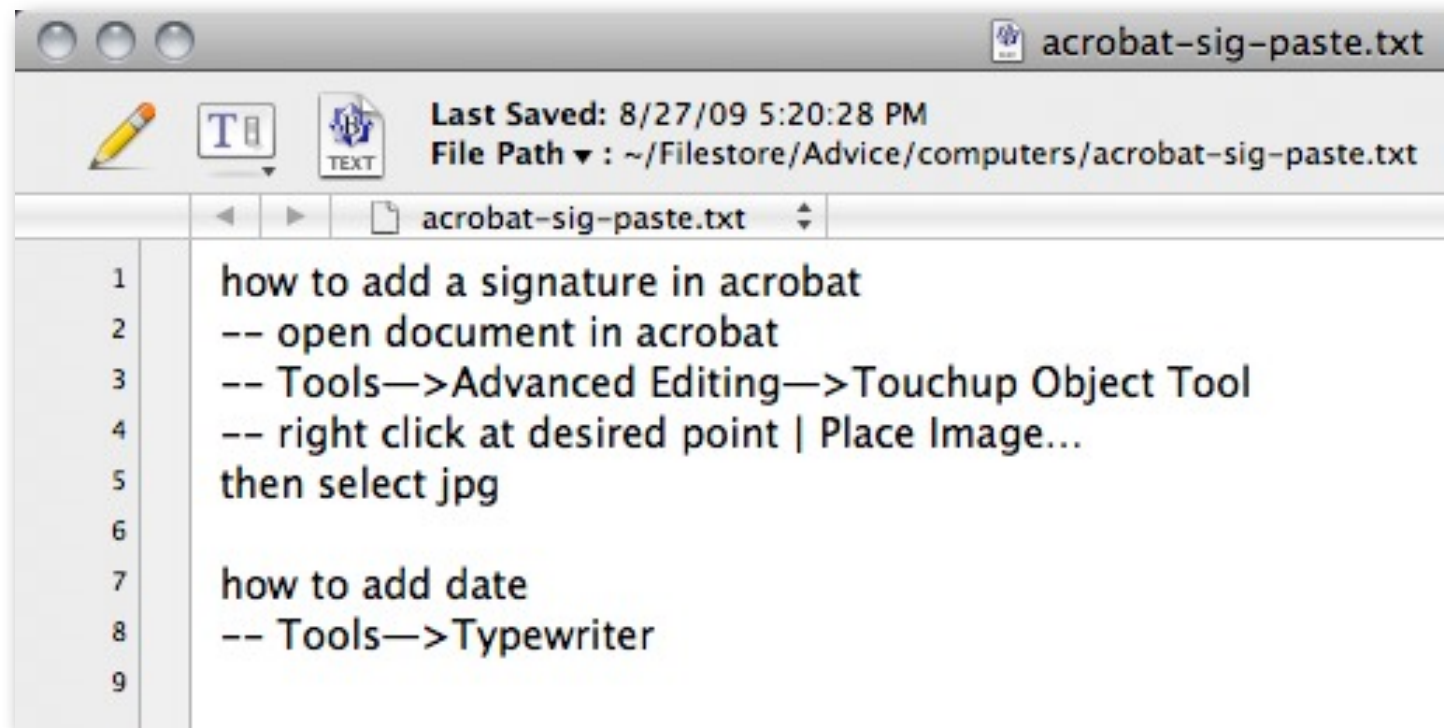 acrobat-sig-paste.txt
Last Saved: 8/27/09 5:20:28 PM
File Path ▾ : ~/Filestore/Advice/computers/acrobat-sig-paste.txt
TEXT
acrobat-sig-paste.txt
1 how to add a signature in acrobat
2 -- open document in acrobat
3 -- Tools—>Advanced Editing—>Touchup Object Tool
4 -- right click at desired point | Place Image...
5 then select jpg
6
7 how to add date
8 -- Tools—>Typewriter
9